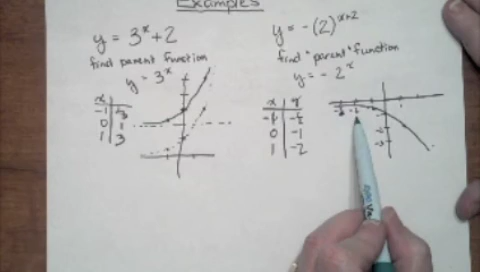 Examples
y = 3^x + 2
find parent function
y = 3^x
x | y
-1 | 1/3
0 | 1
1 | 3
y = -(2)^(x+2)
find "parent" function
y = -2^x
x | y
-1 | -1/2
0 | -1
1 | -2